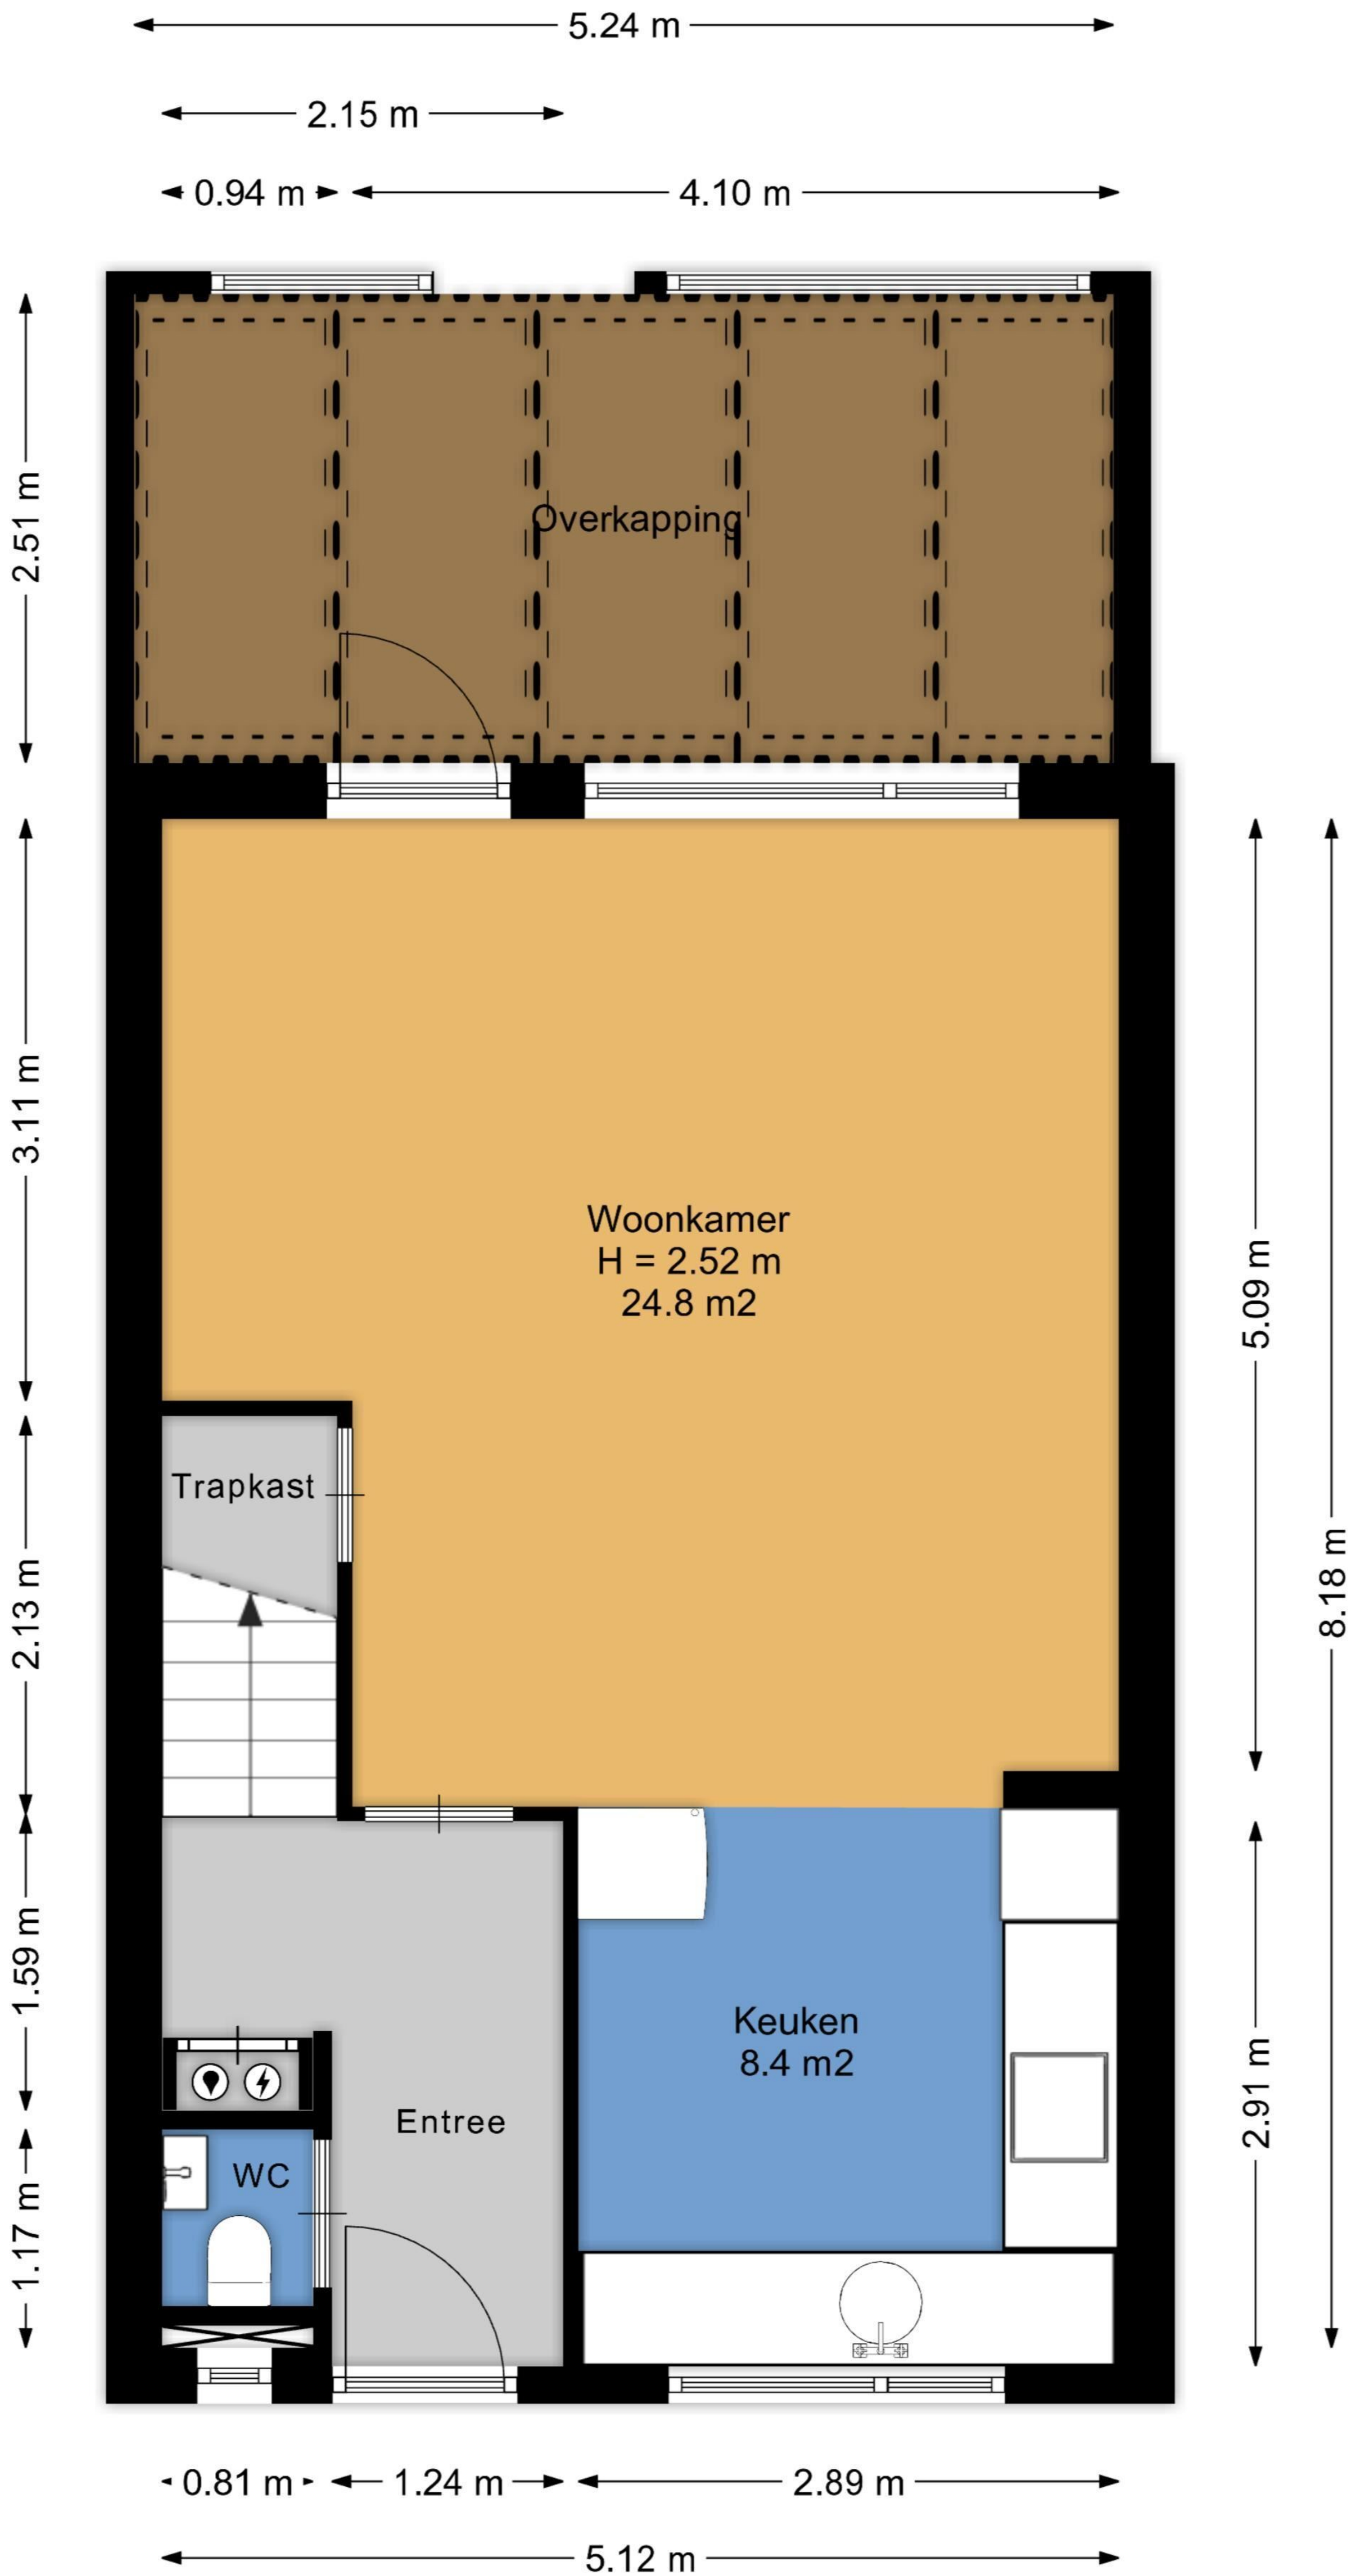 5.24 m
2.15 m
0.94 m
4.10 m
2.51 m
Overkapping
3.11 m
Woonkamer
H = 2.52 m
24.8 m2
5.09 m
Trapkast
2.13 m
8.18 m
1.59 m
Keuken
8.4 m2
2.91 m
Entree
WC
1.17 m
0.81 m
1.24 m
2.89 m
5.12 m